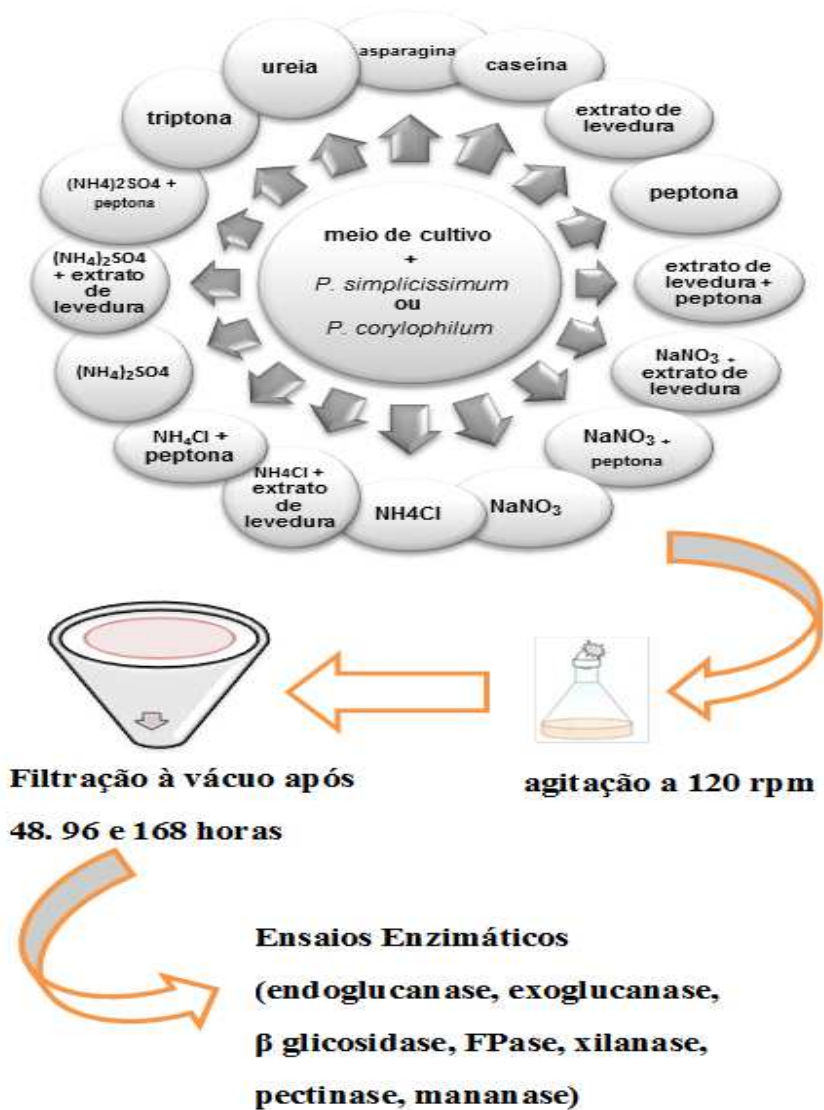 asparagina
caseína
extrato de
levedura
peptona
extrato de
levedura +
peptona
NaNO₃ +
extrato de
levedura
NaNO₃ +
peptona
NaNO₃
NH4Cl
NH4Cl +
extrato
de
levedura
NH₄Cl +
peptona
(NH₄)₂SO4
(NH₄)₂SO4
+ extrato
de
levedura
(NH4)2SO4 +
peptona
triptona
ureia
meio de cultivo
+
P. simplicissimum
ou
P. corylophilum
Filtração à vácuo após
48. 96 e 168 horas
agitação a 120 rpm
Ensaios Enzimáticos
(endoglucanase, exoglucanase,
β glicosidase, FPase, xilanase,
pectinase, mananase)